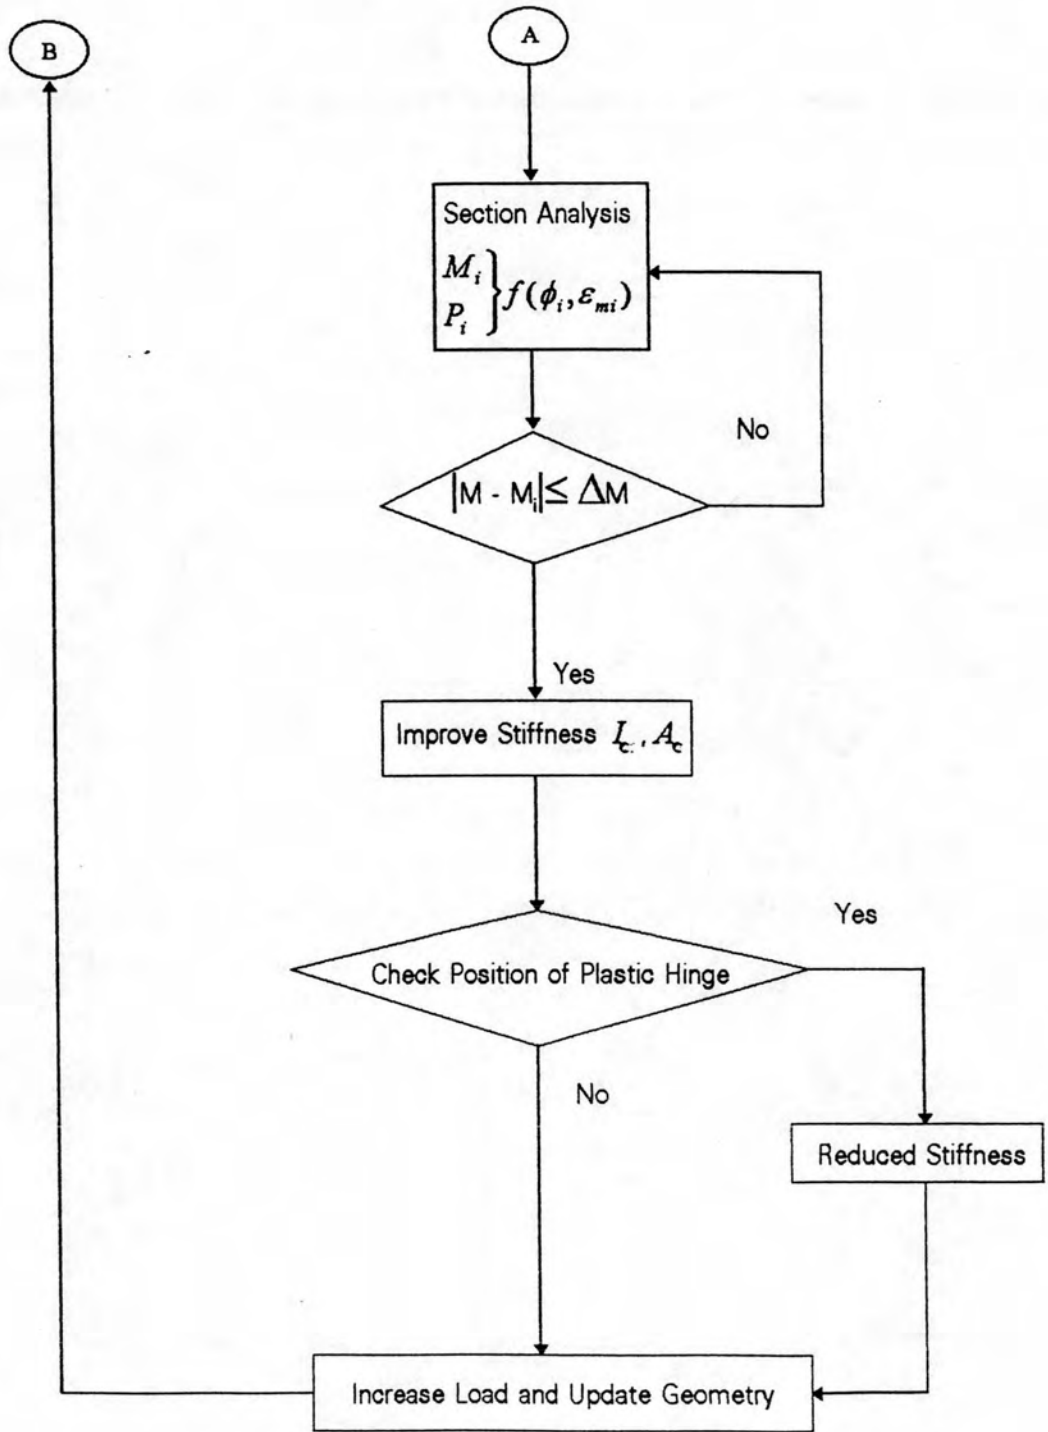 B
A
Section Analysis
M_i
P_i } f(ϕ_i, ε_mi)
No
|M - M_i| ≤ ΔM
Yes
Improve Stiffness I_c, A_c
Yes
Check Position of Plastic Hinge
No
Reduced Stiffness
Increase Load and Update Geometry